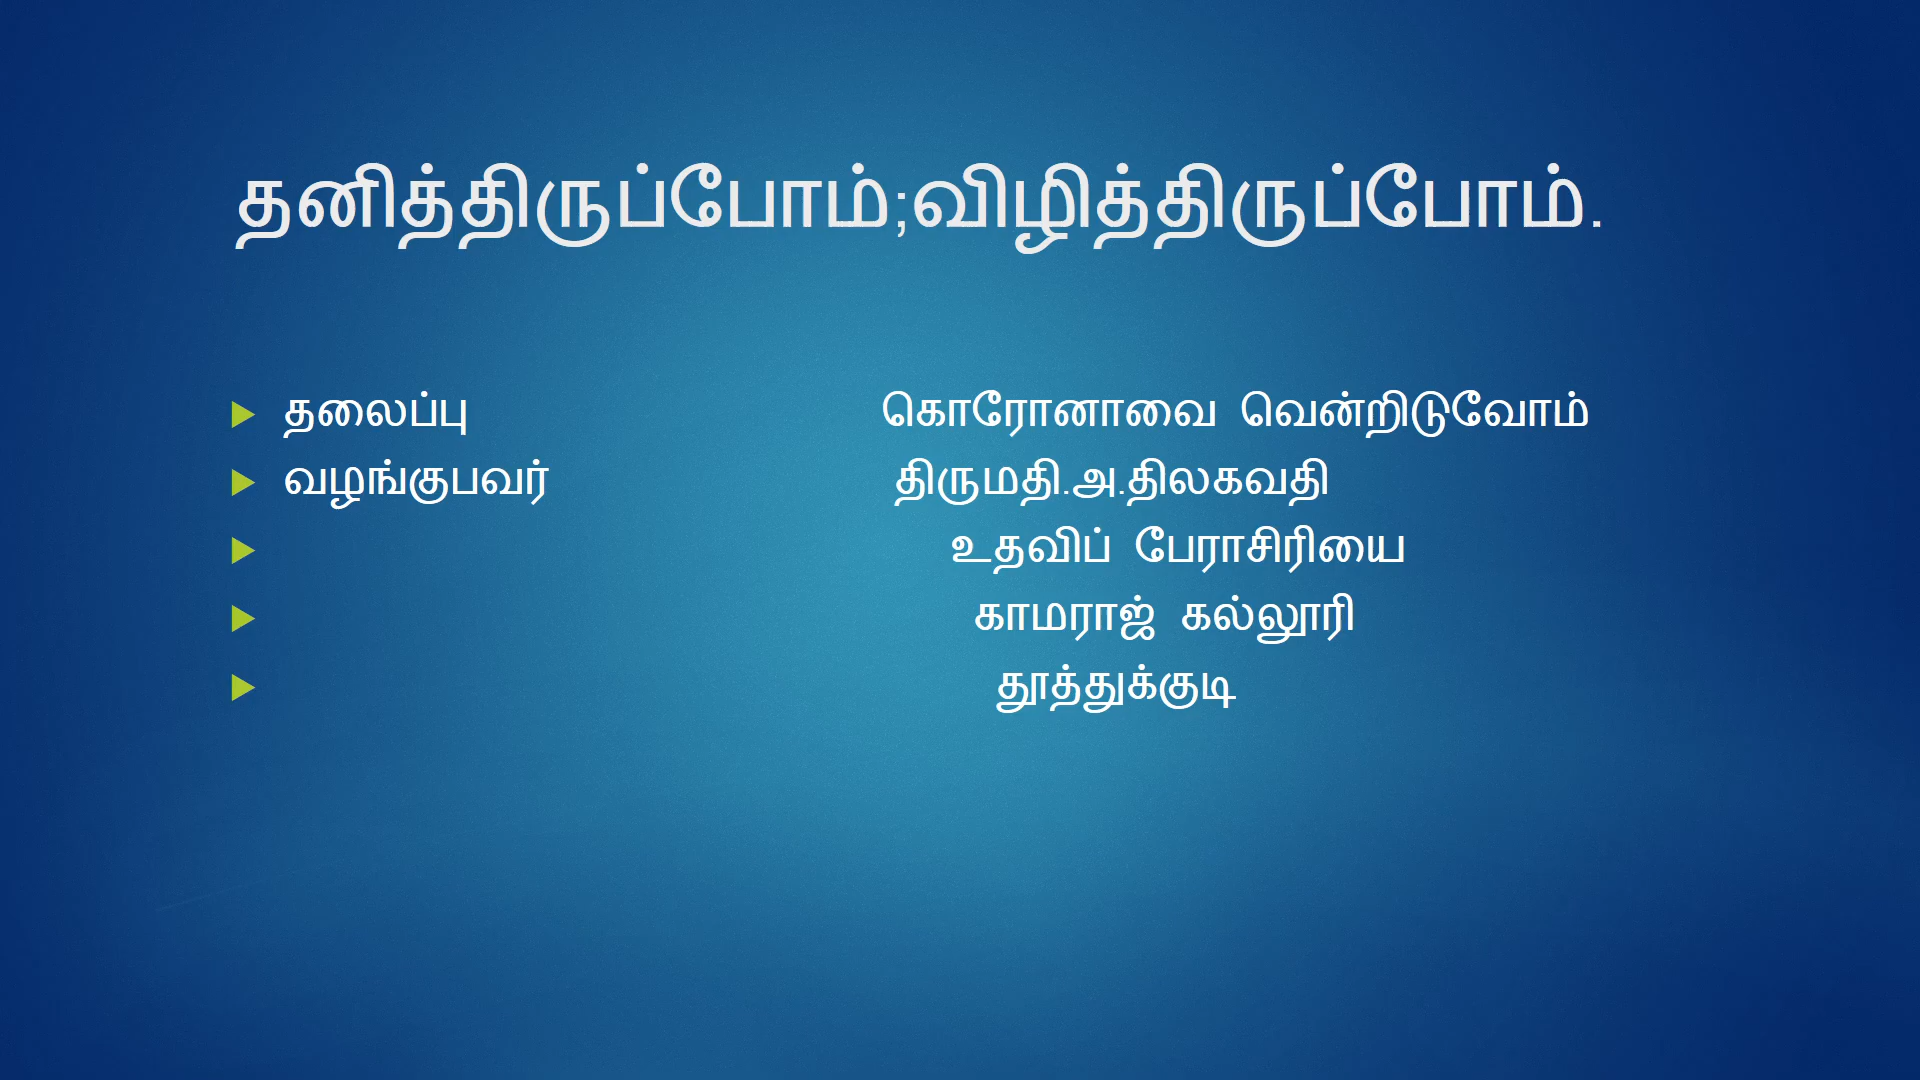 தனித்திருப்போம்;விழித்திருப்போம்.
தலைப்பு கொரோனாவை வென்றிடுவோம்
வழங்குபவர் திருமதி.அ.திலகவதி
உதவிப் பேராசிரியை
காமராஜ் கல்லூரி
தூத்துக்குடி